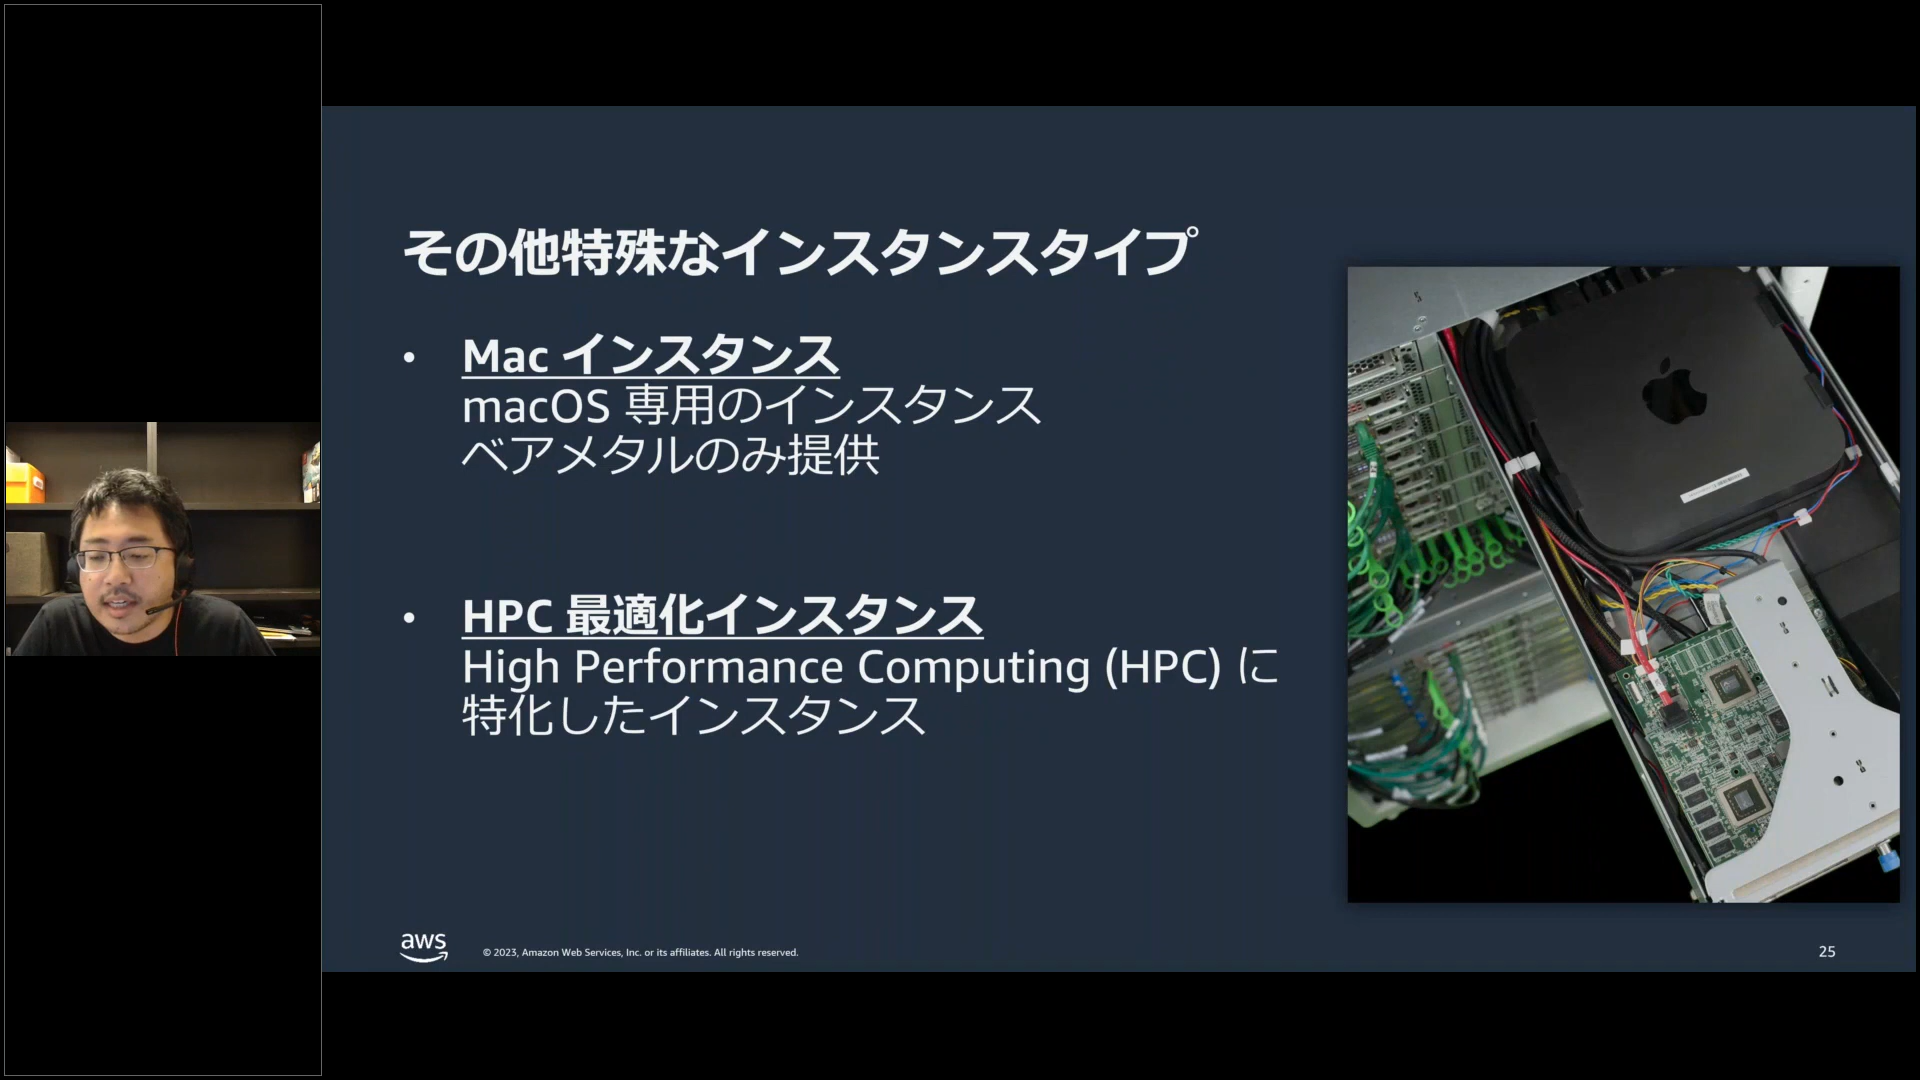 その他特殊なインスタンスタイプ
• Mac インスタンス
macOS 専用のインスタンス
ベアメタルのみ提供
• HPC 最適化インスタンス
High Performance Computing (HPC) に
特化したインスタンス
aws
© 2023, Amazon Web Services, Inc. or its affiliates. All rights reserved.
25